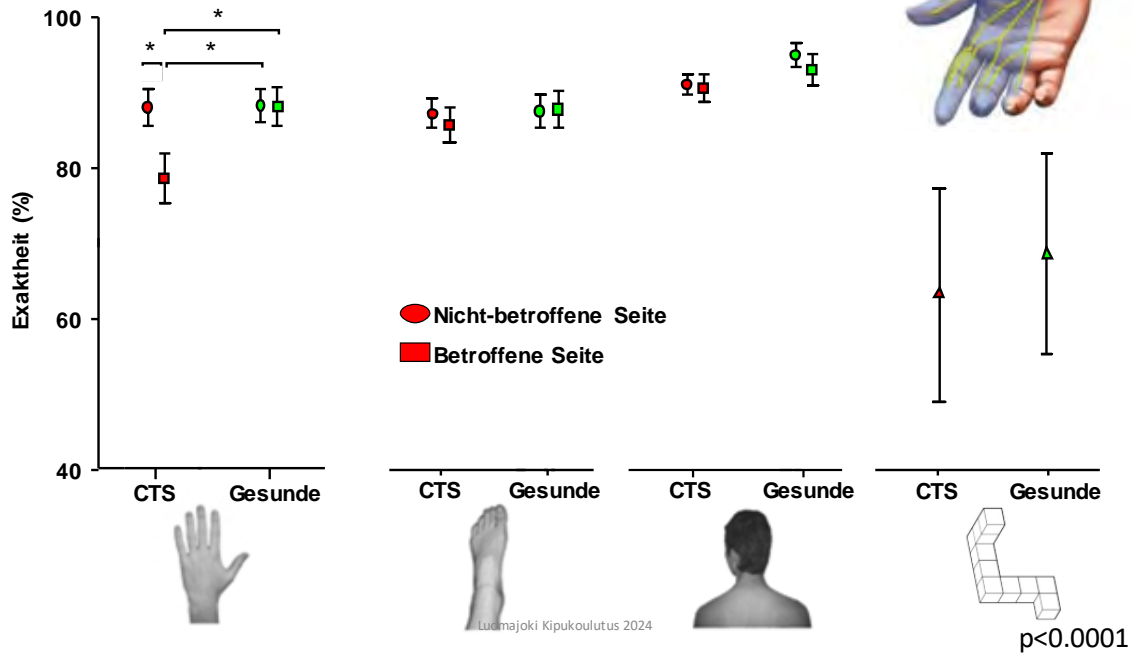 100
80
60
40
Exaktheit (%)
*
*
*
Nicht-betroffene Seite
Betroffene Seite
CTS Gesunde
CTS Gesunde
CTS Gesunde
CTS Gesunde
Luomajoki Kipukoulutus 2024
p<0.0001